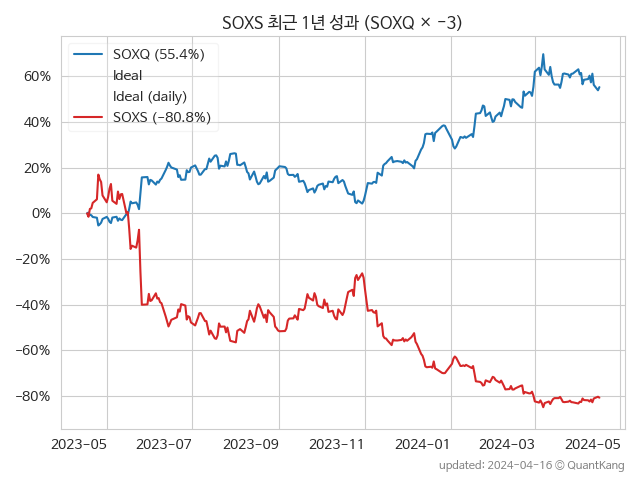 SOXS 최근 1년 성과 (SOXQ × −3)
SOXQ (55.4%)
Ideal
Ideal (daily)
SOXS (−80.8%)
60%
40%
20%
0%
−20%
−40%
−60%
−80%
2023-05 2023-07 2023-09 2023-11 2024-01 2024-03 2024-05
updated: 2024-04-16 © QuantKang